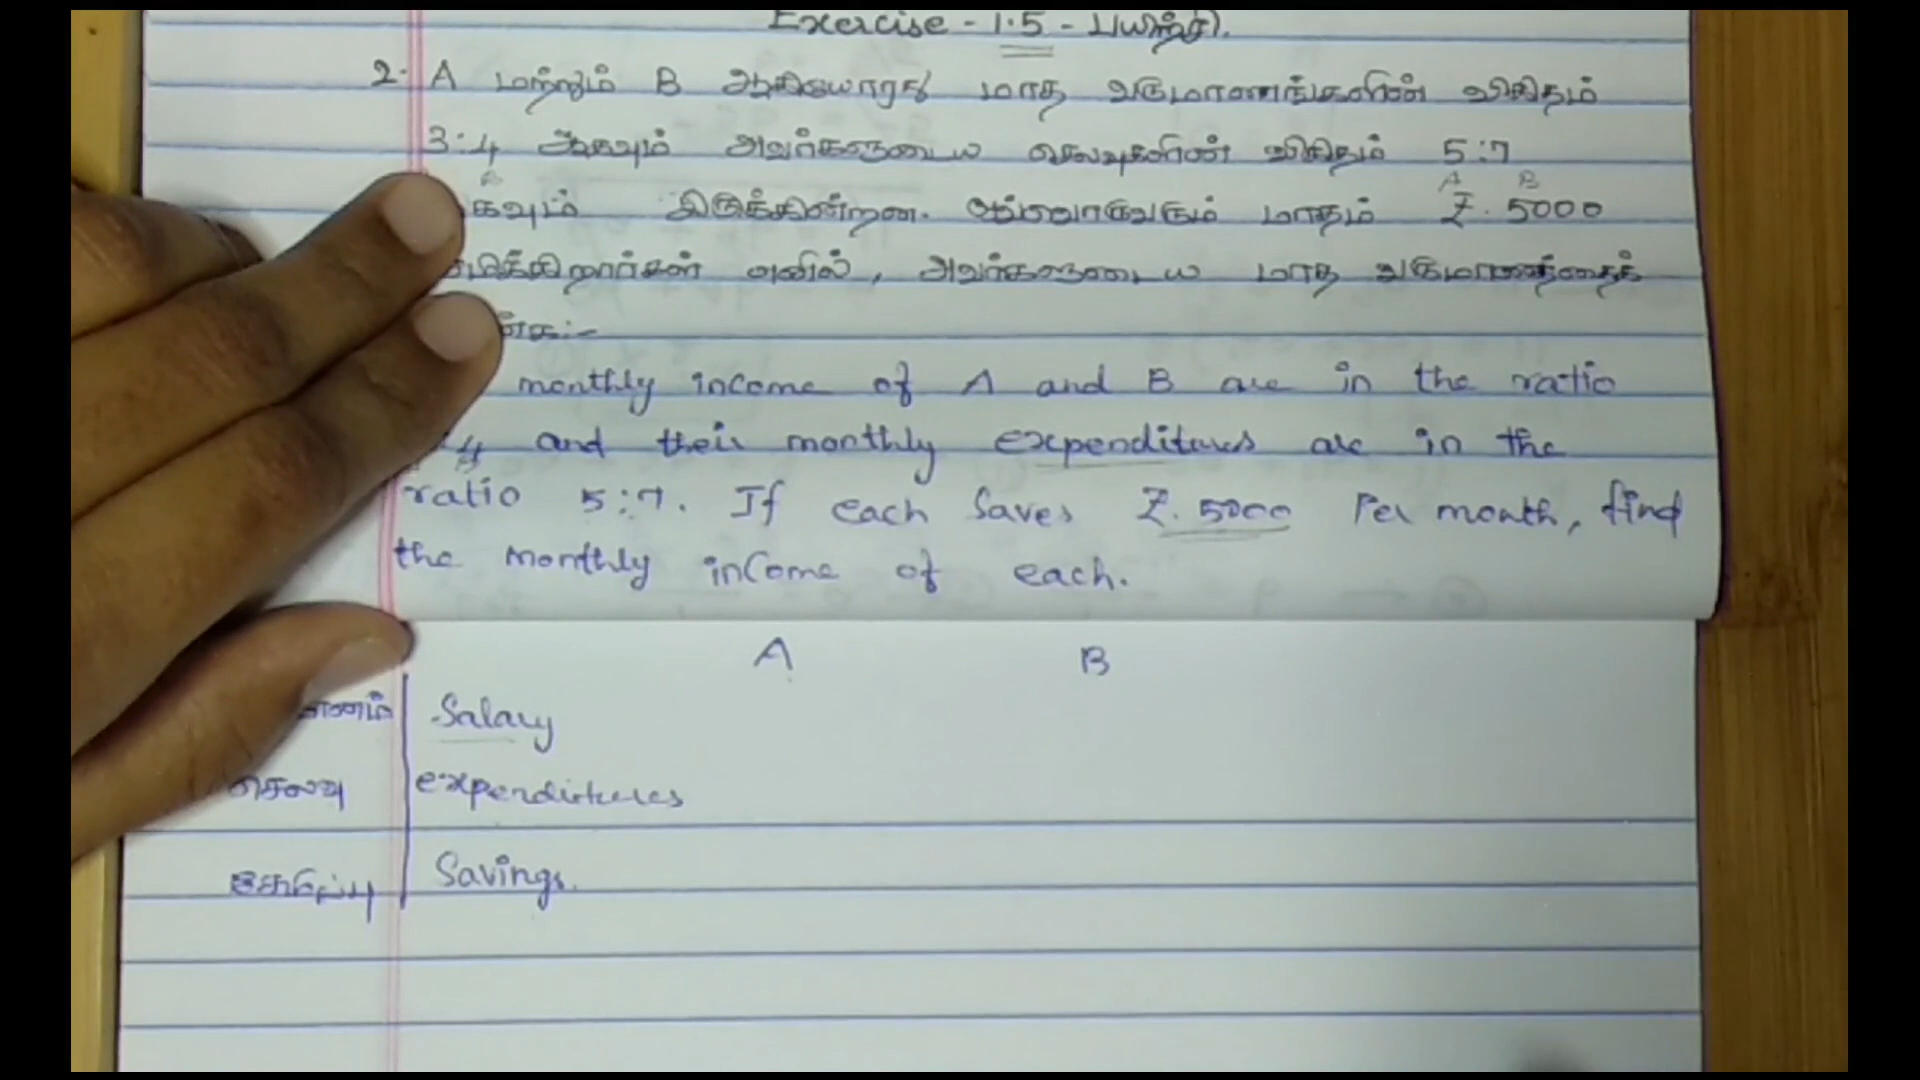 Exercise - 1.5 - பயிற்சி.
2. A மற்றும் B ஆகியோரது மாத வருமானங்களின் விகிதம்
3:4 ஆகவும் அவர்களுடைய செலவுகளின் விகிதம் 5:7
A B
கவும் இருக்கின்றன. ஒவ்வொருவரும் மாதம் ₹. 5000
சேமிக்கிறார்கள் எனில், அவர்களுடைய மாத வருமானத்தைக்
ன்க:-
monthly income of A and B are in the ratio
:4 and their monthly expenditures are in the
ratio 5:7. If each saves ₹. 5000 Per month, find
the monthly income of each.
A B
மானம் Salary
செலவு expenditures
சேமிப்பு Savings.